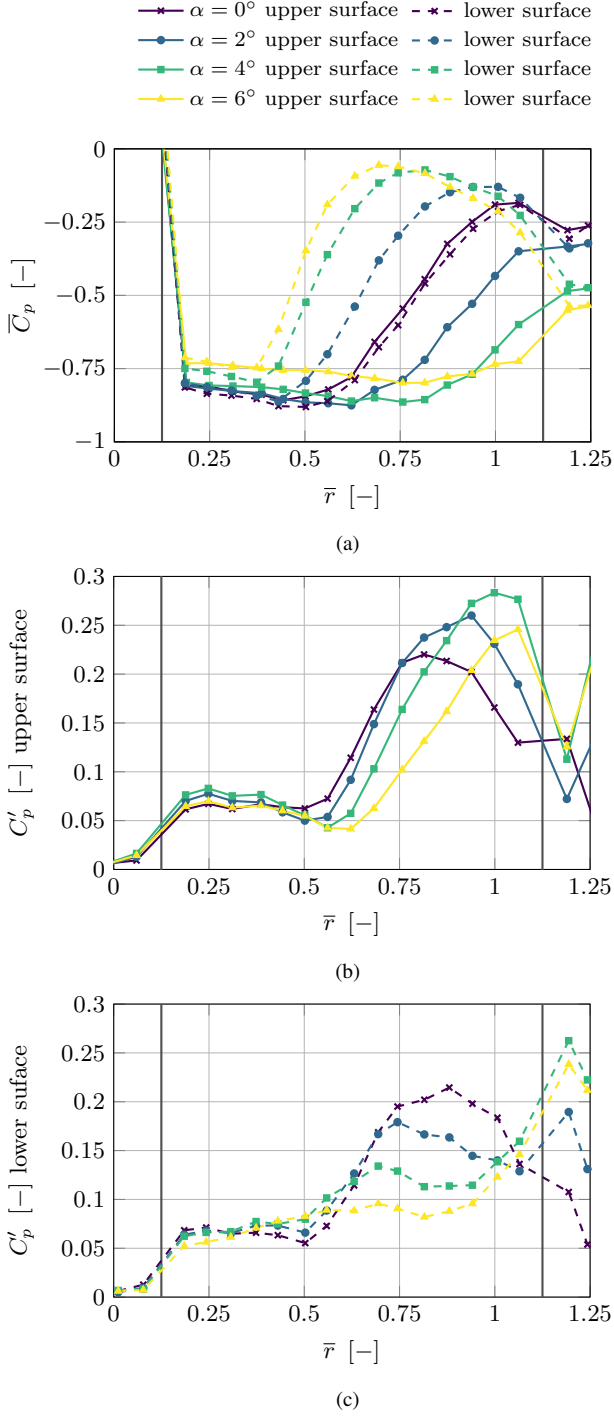 α = 0° upper surface lower surface
α = 2° upper surface lower surface
α = 4° upper surface lower surface
α = 6° upper surface lower surface
0
−0.25
−0.5
−0.75
−1
C̅p [−]
0 0.25 0.5 0.75 1 1.25
r̅ [−]
(a)
0.3
0.25
0.2
0.15
0.1
0.05
0
C′p [−] upper surface
0 0.25 0.5 0.75 1 1.25
r̅ [−]
(b)
0.3
0.25
0.2
0.15
0.1
0.05
0
C′p [−] lower suface
0 0.25 0.5 0.75 1 1.25
r̅ [−]
(c)